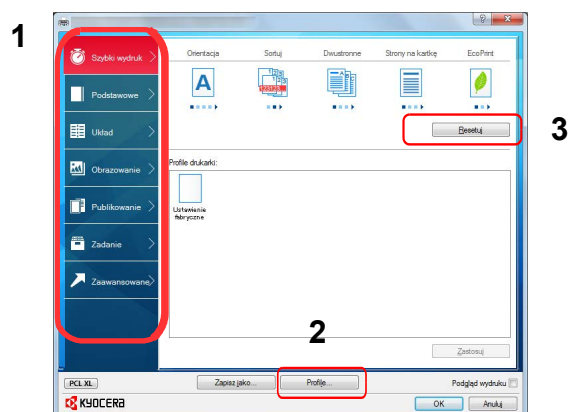 1
Szybki wydruk
Podstawowe
Układ
Obrazowanie
Publikowanie
Zadanie
Zaawansowane
Orientacja Sortuj Dwustronne Strony na kartkę EcoPrint
A
123123
A
Resetuj
3
Profile drukarki:
Ustawienie
fabryczne
2
Zastosuj
PCL XL
Zapisz jako...
Profile...
Podgląd wydruku
KYOCERA
OK
Anuluj